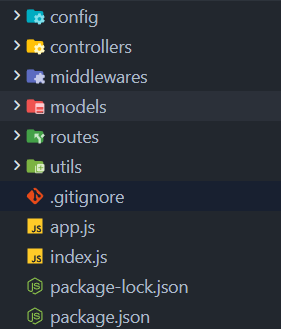 config
controllers
middlewares
models
routes
utils
.gitignore
JS app.js
JS index.js
package-lock.json
package.json